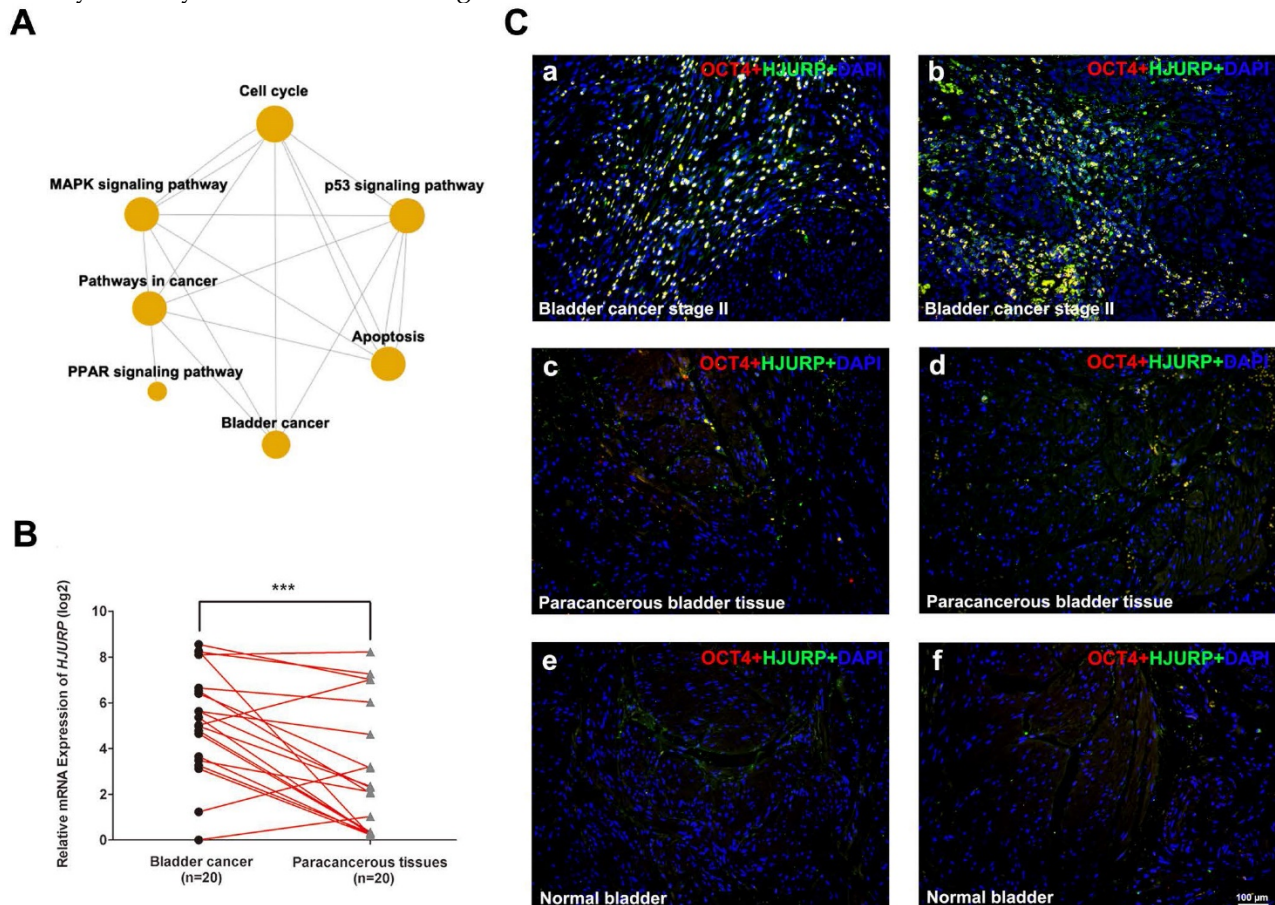 A
Cell cycle
MAPK signaling pathway
p53 signaling pathway
Pathways in cancer
Apoptosis
PPAR signaling pathway
Bladder cancer
B
***
Relative mRNA Expression of HJURP (log2)
10
8
6
4
2
0
Bladder cancer
(n=20)
Paracancerous tissues
(n=20)
C
a
OCT4+HJURP+DAPI
Bladder cancer stage II
b
OCT4+HJURP+DAPI
Bladder cancer stage II
c
OCT4+HJURP+DAPI
Paracancerous bladder tissue
d
OCT4+HJURP+DAPI
Paracancerous bladder tissue
e
OCT4+HJURP+DAPI
Normal bladder
f
OCT4+HJURP+DAPI
Normal bladder
100 µm